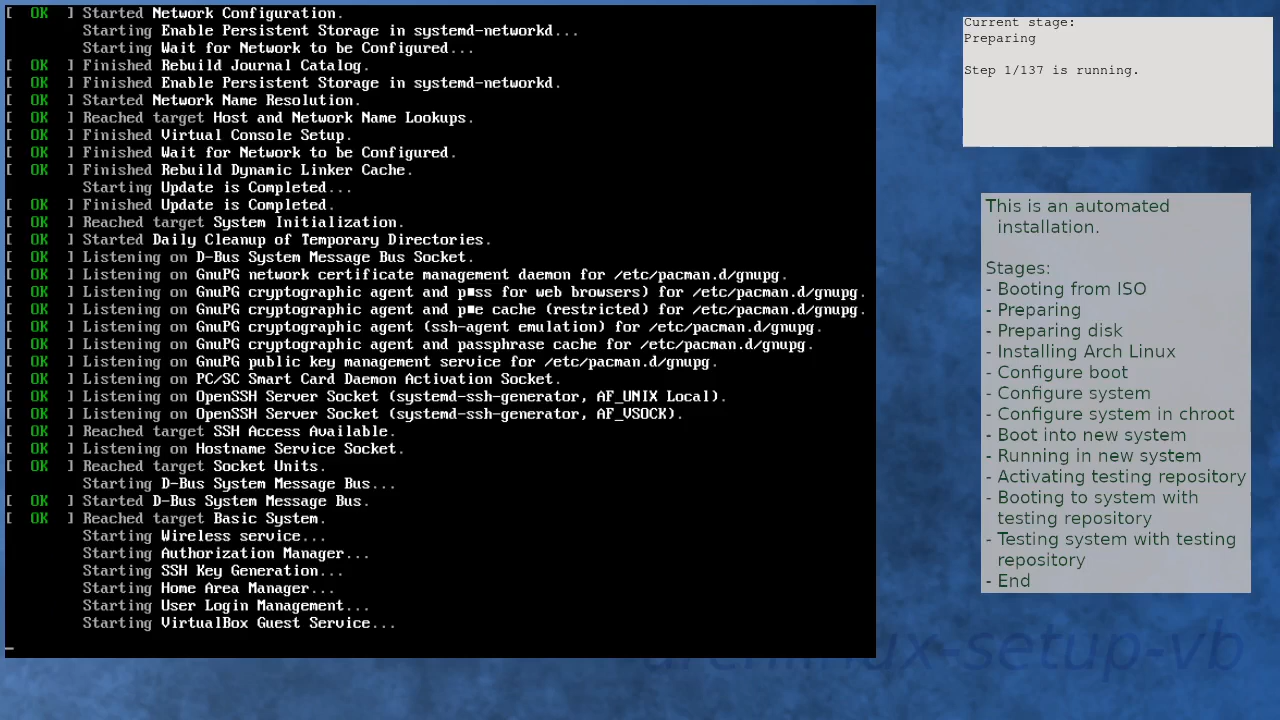 [  OK  ] Started Network Configuration.
Starting Enable Persistent Storage in systemd-networkd...
Starting Wait for Network to be Configured...
[  OK  ] Finished Rebuild Journal Catalog.
[  OK  ] Finished Enable Persistent Storage in systemd-networkd.
[  OK  ] Started Network Name Resolution.
[  OK  ] Reached target Host and Network Name Lookups.
[  OK  ] Finished Virtual Console Setup.
[  OK  ] Finished Wait for Network to be Configured.
[  OK  ] Finished Rebuild Dynamic Linker Cache.
Starting Update is Completed...
[  OK  ] Finished Update is Completed.
[  OK  ] Reached target System Initialization.
[  OK  ] Started Daily Cleanup of Temporary Directories.
[  OK  ] Listening on D-Bus System Message Bus Socket.
[  OK  ] Listening on GnuPG network certificate management daemon for /etc/pacman.d/gnupg.
[  OK  ] Listening on GnuPG cryptographic agent and p■ss for web browsers) for /etc/pacman.d/gnupg.
[  OK  ] Listening on GnuPG cryptographic agent and p■e cache (restricted) for /etc/pacman.d/gnupg.
[  OK  ] Listening on GnuPG cryptographic agent (ssh-agent emulation) for /etc/pacman.d/gnupg.
[  OK  ] Listening on GnuPG cryptographic agent and passphrase cache for /etc/pacman.d/gnupg.
[  OK  ] Listening on GnuPG public key management service for /etc/pacman.d/gnupg.
[  OK  ] Listening on PC/SC Smart Card Daemon Activation Socket.
[  OK  ] Listening on OpenSSH Server Socket (systemd-ssh-generator, AF_UNIX Local).
[  OK  ] Listening on OpenSSH Server Socket (systemd-ssh-generator, AF_VSOCK).
[  OK  ] Reached target SSH Access Available.
[  OK  ] Listening on Hostname Service Socket.
[  OK  ] Reached target Socket Units.
Starting D-Bus System Message Bus...
[  OK  ] Started D-Bus System Message Bus.
[  OK  ] Reached target Basic System.
Starting Wireless service...
Starting Authorization Manager...
Starting SSH Key Generation...
Starting Home Area Manager...
Starting User Login Management...
Starting VirtualBox Guest Service...
Current stage:
Preparing
Step 1/137 is running.
This is an automated
installation.
Stages:
- Booting from ISO
- Preparing
- Preparing disk
- Installing Arch Linux
- Configure boot
- Configure system
- Configure system in chroot
- Boot into new system
- Running in new system
- Activating testing repository
- Booting to system with
testing repository
- Testing system with testing
repository
- End
archlinux-setup-vb